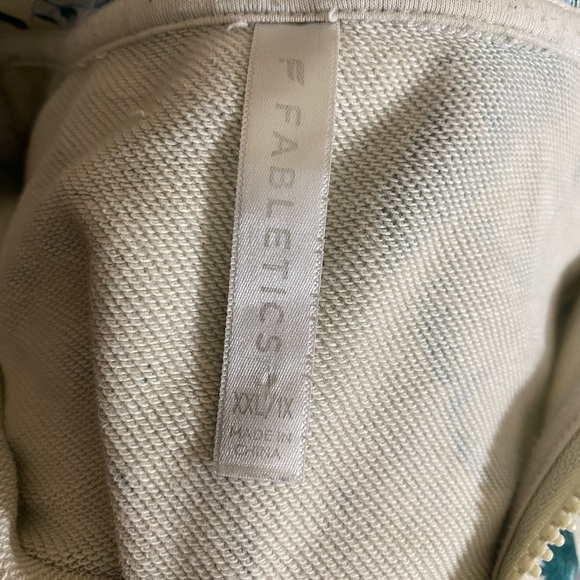 FABLETICS
XXL/1X
MADE IN
CHINA